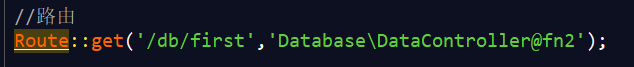 //路由
Route::get('/db/first','Database\DataController@fn2');